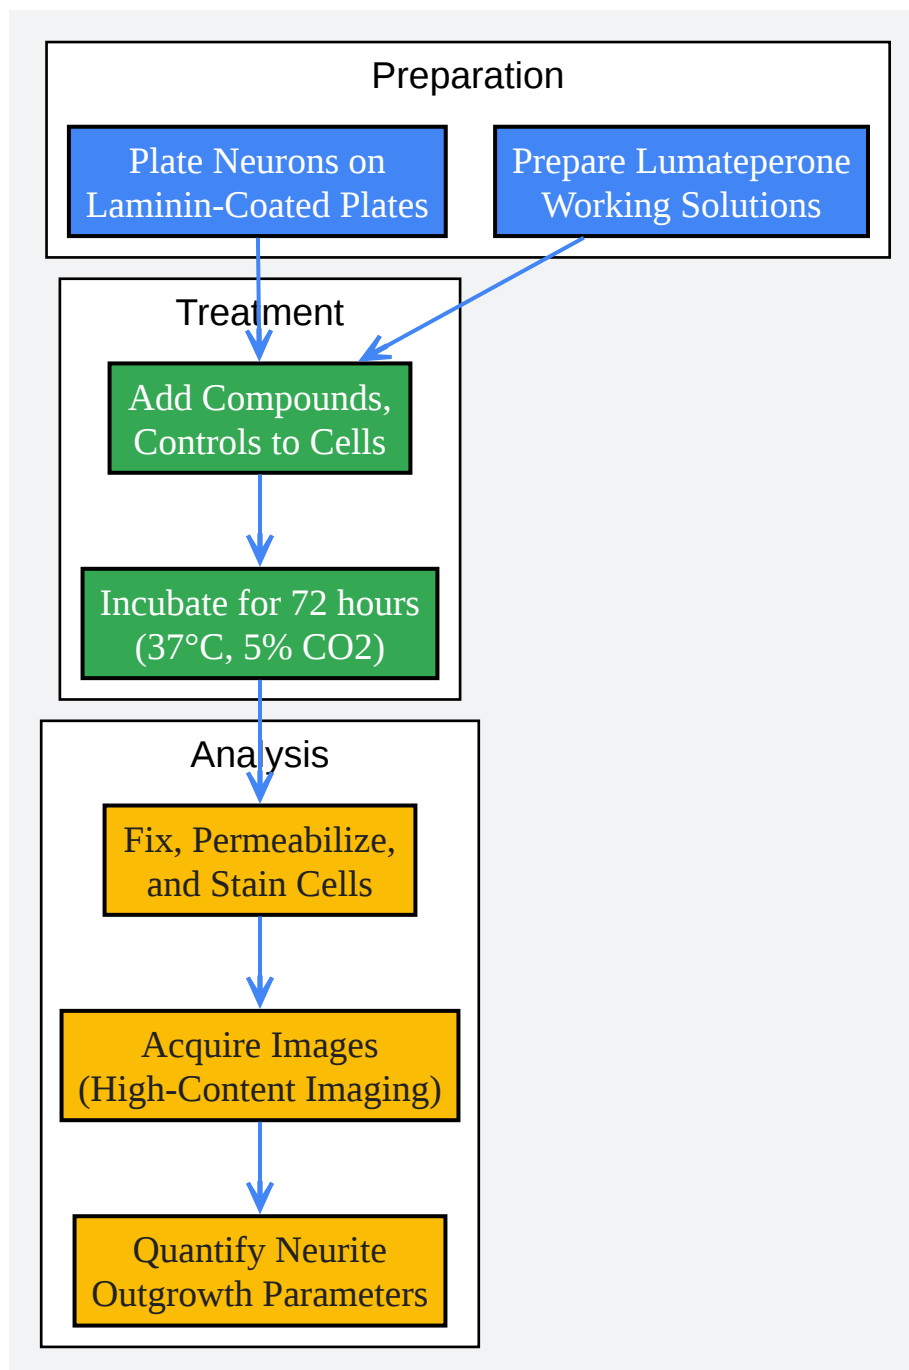 Preparation
Plate Neurons on
Laminin-Coated Plates
Prepare Lumateperone
Working Solutions
Treatment
Add Compounds,
Controls to Cells
Incubate for 72 hours
(37°C, 5% CO2)
Analysis
Fix, Permeabilize,
and Stain Cells
Acquire Images
(High-Content Imaging)
Quantify Neurite
Outgrowth Parameters